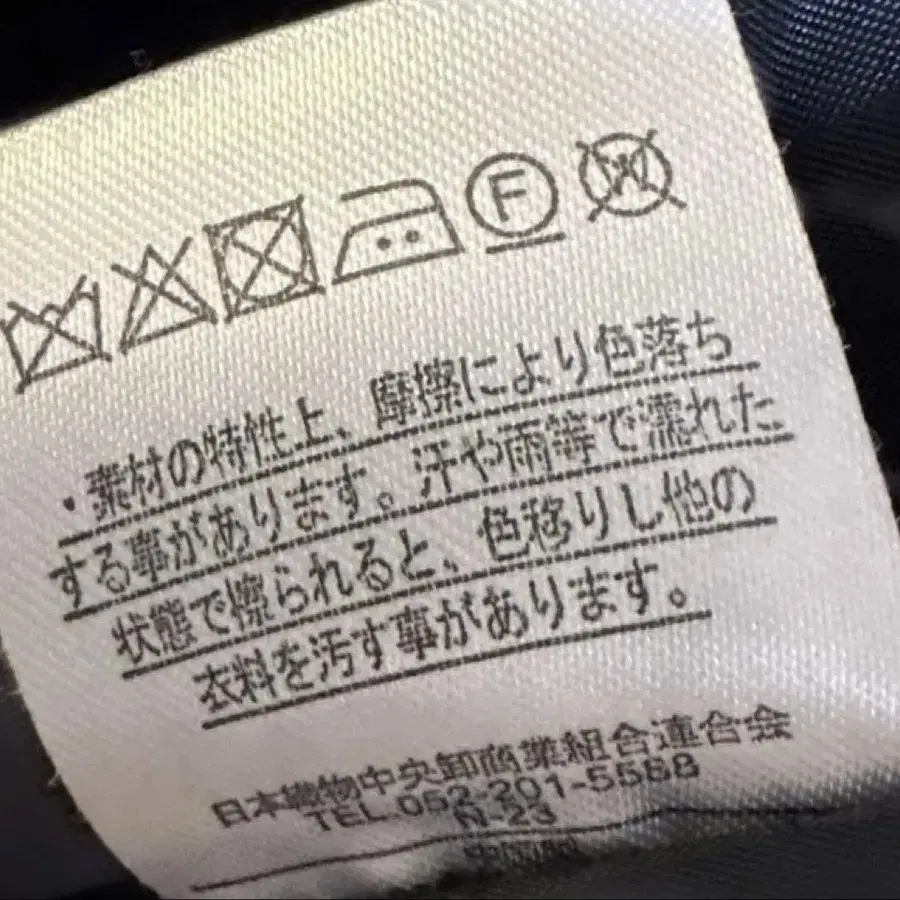 F
W
・素材の特性上、摩擦により色落ち
する事があります。汗や雨等で濡れた
状態で擦られると、色移りし他の
衣料を汚す事があります。
日本織物中央卸商業組合連合会
TEL.052-201-5588
N-23
中国製